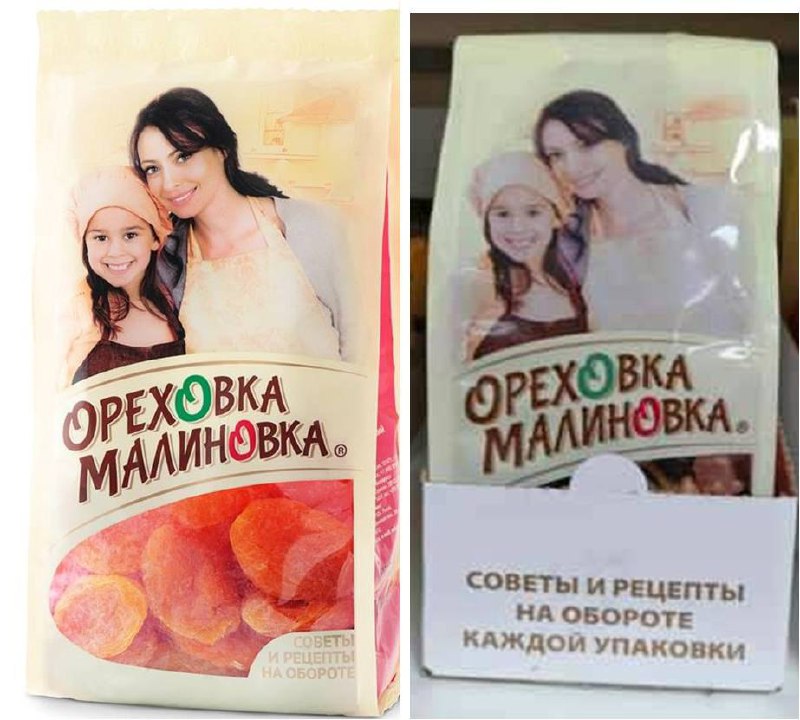 ОРЕХОВКА
МАЛИНОВКА®
СОВЕТЫ
И РЕЦЕПТЫ
НА ОБОРОТЕ
ОРЕХОВКА
МАЛИНОВКА®
СОВЕТЫ И РЕЦЕПТЫ
НА ОБОРОТЕ
КАЖДОЙ УПАКОВКИ